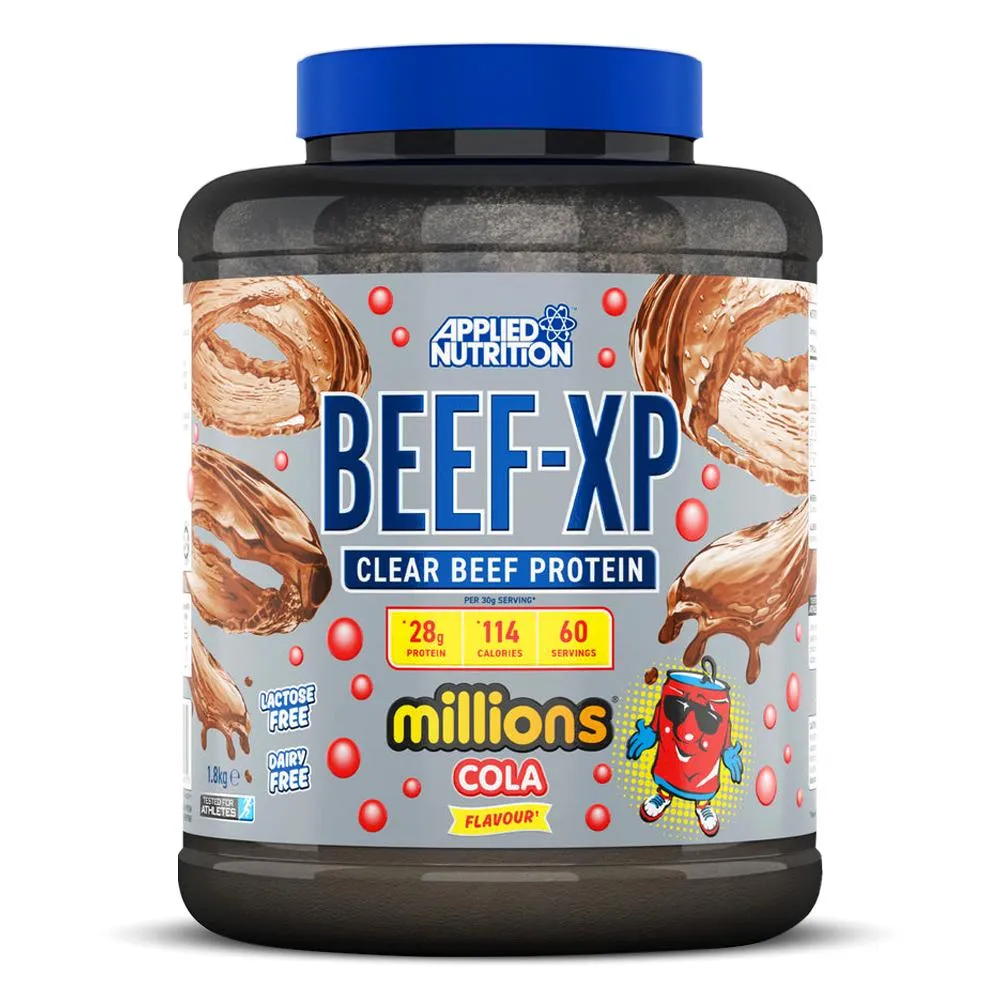 APPLIED
NUTRITION™
BEEF-XP
CLEAR BEEF PROTEIN
PER 30g SERVING*
*28g *114 60
PROTEIN CALORIES SERVINGS
millions®
COLA
FLAVOUR†
LACTOSE
FREE
DAIRY
FREE
1.8kg ℮
TESTED FOR
ATHLETES